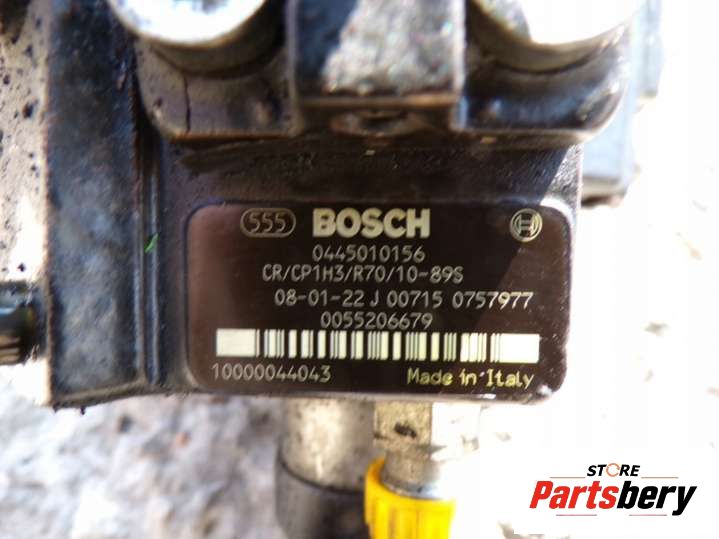 555 BOSCH
0445010156
CR/CP1H3/R70/10-89S
08-01-22 J 00715 0757977
0055206679
10000044043 Made in Italy
STORE
Partsbery